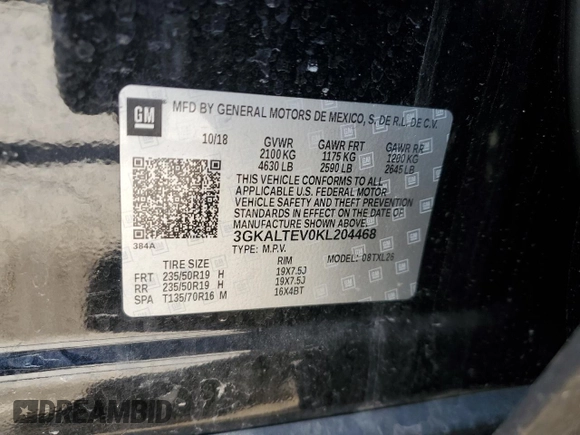 GM
MFD BY GENERAL MOTORS DE MEXICO, S. DE R.L. DE C.V.
10/18 GVWR GAWR FRT GAWR RR
2100 KG 1175 KG 1200 KG
4630 LB 2590 LB 2645 LB
THIS VEHICLE CONFORMS TO ALL
APPLICABLE U.S. FEDERAL MOTOR
VEHICLE SAFETY AND THEFT PREVENTION
STANDARDS IN EFFECT ON THE DATE OF
MANUFACTURE SHOWN ABOVE.
384A
3GKALTEV0KL204468
TYPE: M.P.V. MODEL: 08TXL26
TIRE SIZE RIM
FRT 235/50R19 H 19X7.5J
RR 235/50R19 H 19X7.5J
SPA T135/70R16 M 16X4BT
DREAMBID